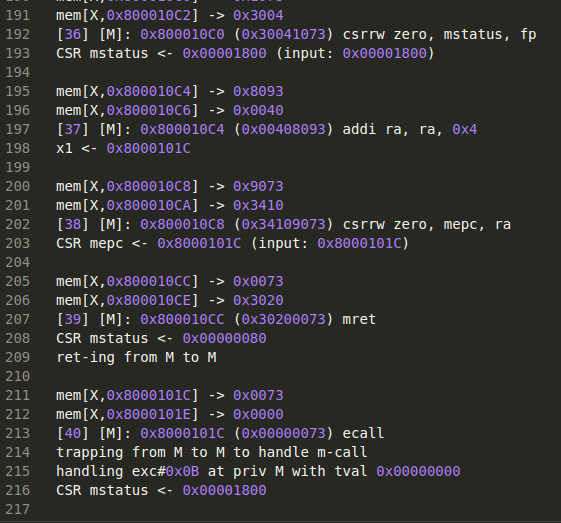 191 mem[X,0x800010C2] -> 0x3004
192 [36] [M]: 0x800010C0 (0x30041073) csrrw zero, mstatus, fp
193 CSR mstatus <- 0x00001800 (input: 0x00001800)
194
195 mem[X,0x800010C4] -> 0x8093
196 mem[X,0x800010C6] -> 0x0040
197 [37] [M]: 0x800010C4 (0x00408093) addi ra, ra, 0x4
198 x1 <- 0x8000101C
199
200 mem[X,0x800010C8] -> 0x9073
201 mem[X,0x800010CA] -> 0x3410
202 [38] [M]: 0x800010C8 (0x34109073) csrrw zero, mepc, ra
203 CSR mepc <- 0x8000101C (input: 0x8000101C)
204
205 mem[X,0x800010CC] -> 0x0073
206 mem[X,0x800010CE] -> 0x3020
207 [39] [M]: 0x800010CC (0x30200073) mret
208 CSR mstatus <- 0x00000080
209 ret-ing from M to M
210
211 mem[X,0x8000101C] -> 0x0073
212 mem[X,0x8000101E] -> 0x0000
213 [40] [M]: 0x8000101C (0x00000073) ecall
214 trapping from M to M to handle m-call
215 handling exc#0x0B at priv M with tval 0x00000000
216 CSR mstatus <- 0x00001800
217